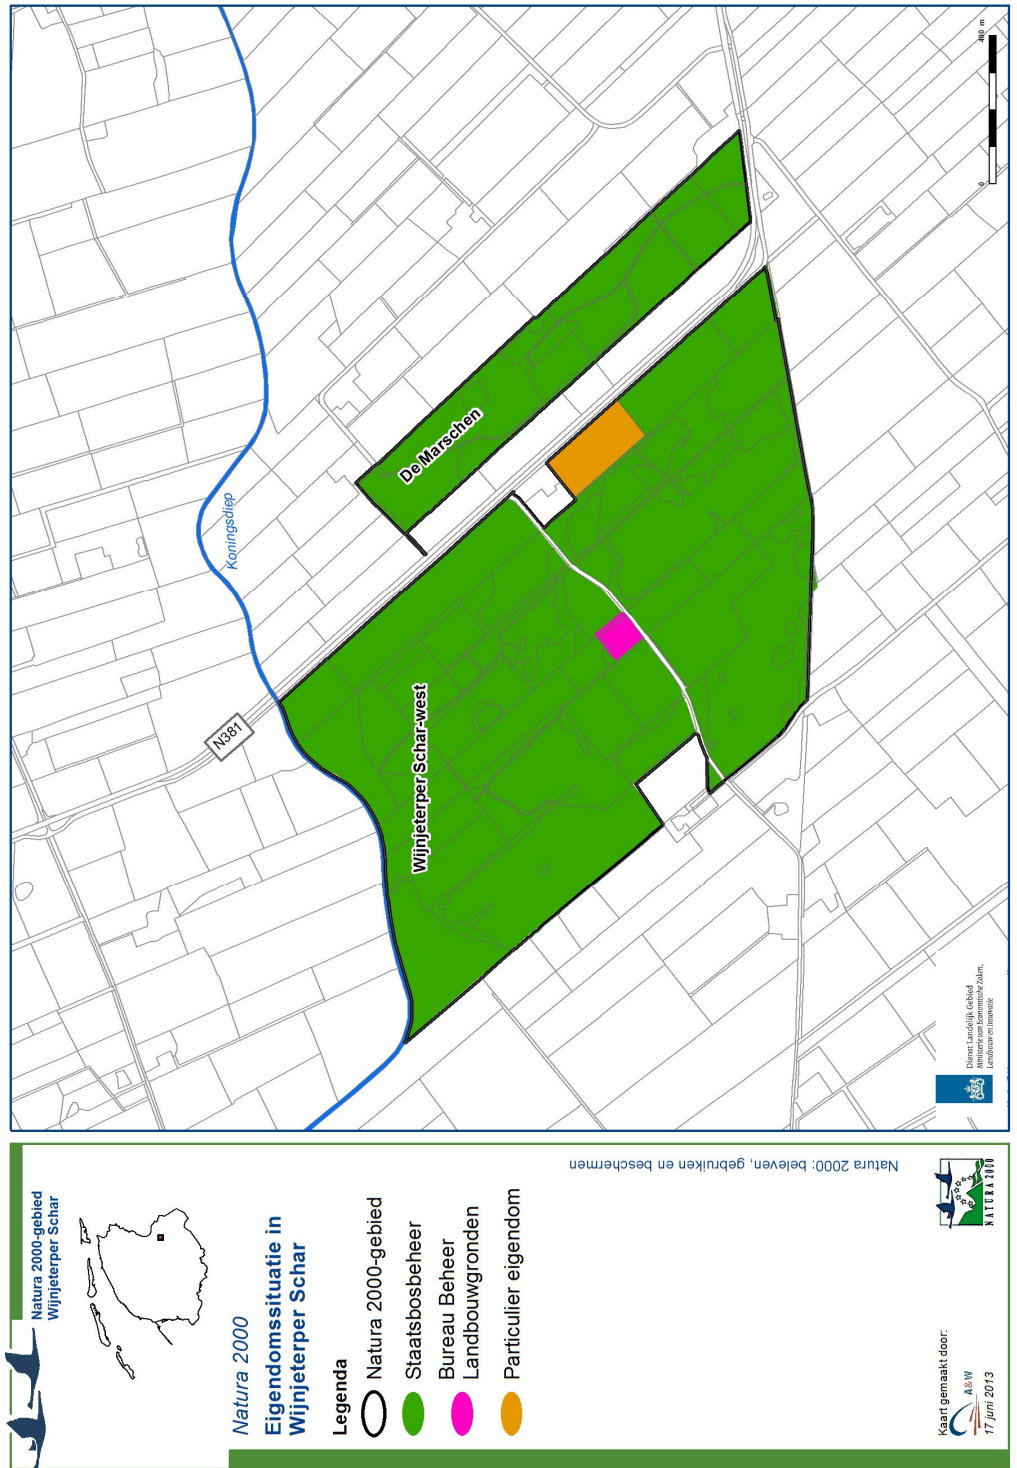 Natura 2000-gebied
Wijnjeterper Schar
Natura 2000
Eigendomssituatie in
Wijnjeterper Schar
Legenda
Natura 2000-gebied
Staatsbosbeheer
Bureau Beheer
Landbouwgronden
Particulier eigendom
Natura 2000: beleven, gebruiken en beschermen
Kaart gemaakt door:
A&W
17 juni 2013
NATURA 2000
Koningsdiep
N381
De Marschen
Wijnjeterper Schar-west
0
480 m
Dienst Landelijk Gebied
Ministerie van Economische Zaken,
Landbouw en Innovatie